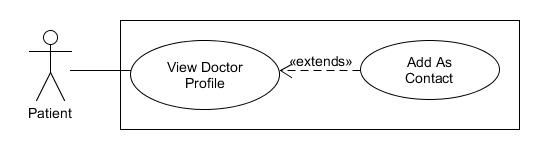 «extends»
View Doctor
Profile
Add As
Contact
Patient